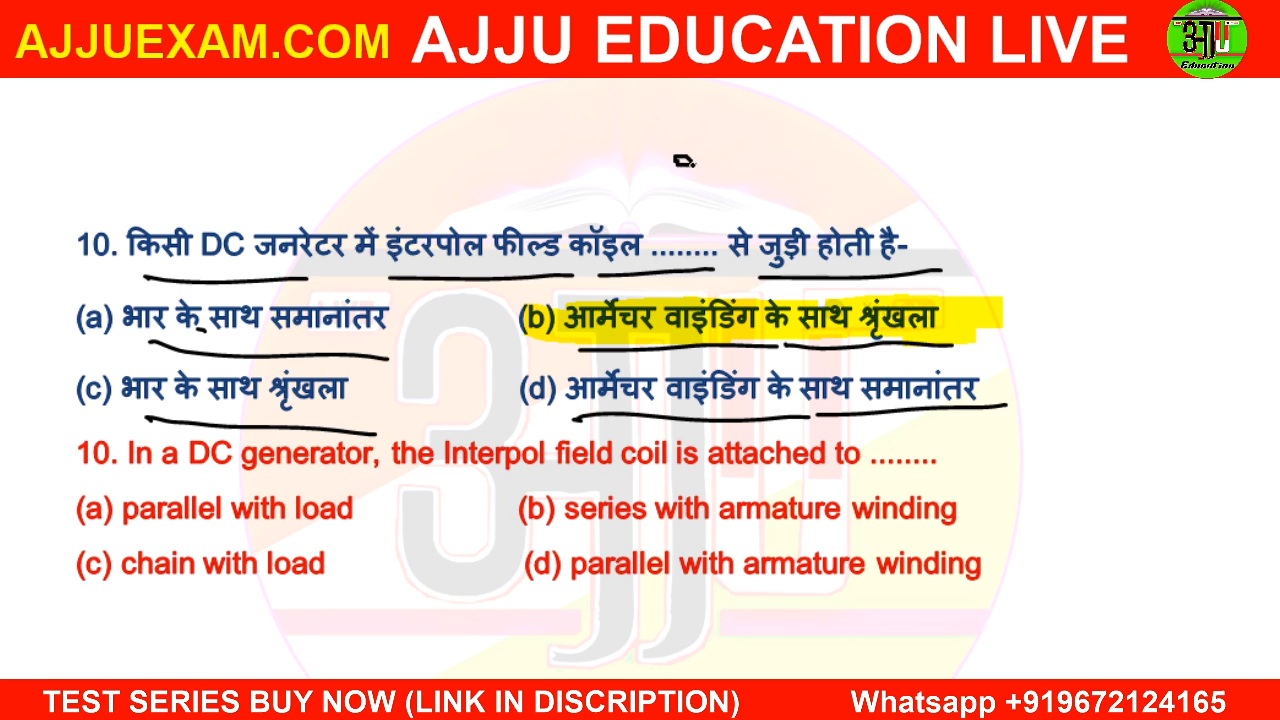 AJJUEXAM.COM AJJU EDUCATION LIVE
Education
10. किसी DC जनरेटर में इंटरपोल फील्ड कॉइल ........ से जुड़ी होती है-
(a) भार के साथ समानांतर (b) आर्मेचर वाइंडिंग के साथ श्रृंखला
(c) भार के साथ श्रृंखला (d) आर्मेचर वाइंडिंग के साथ समानांतर
10. In a DC generator, the Interpol field coil is attached to ........
(a) parallel with load (b) series with armature winding
(c) chain with load (d) parallel with armature winding
TEST SERIES BUY NOW (LINK IN DISCRIPTION) Whatsapp +919672124165